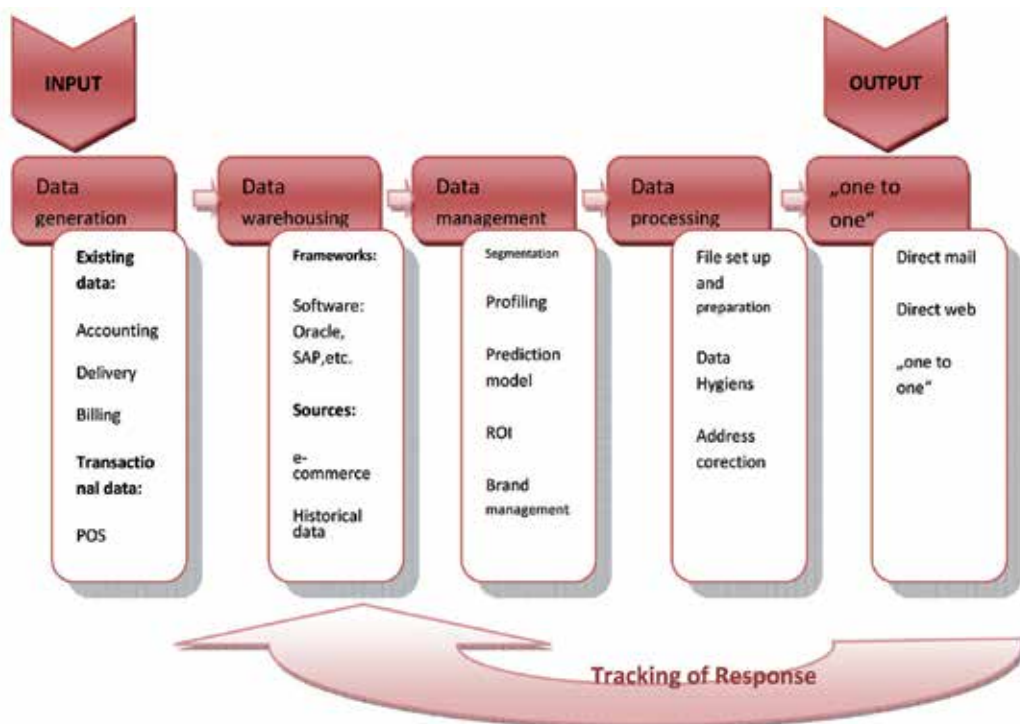 INPUT
OUTPUT
Data
generation
Data
warehousing
Data
management
Data
processing
„one to
one“
Existing
data:
Accounting
Delivery
Billing
Transactio
nal data:
POS
Frameworks:
Software:
Oracle,
SAP,etc.
Sources:
e-
commerce
Historical
data
Segmentation
Profiling
Prediction
model
ROI
Brand
management
File set up
and
preparation
Data
Hygiens
Address
corection
Direct mail
Direct web
„one to
one“
Tracking of Response